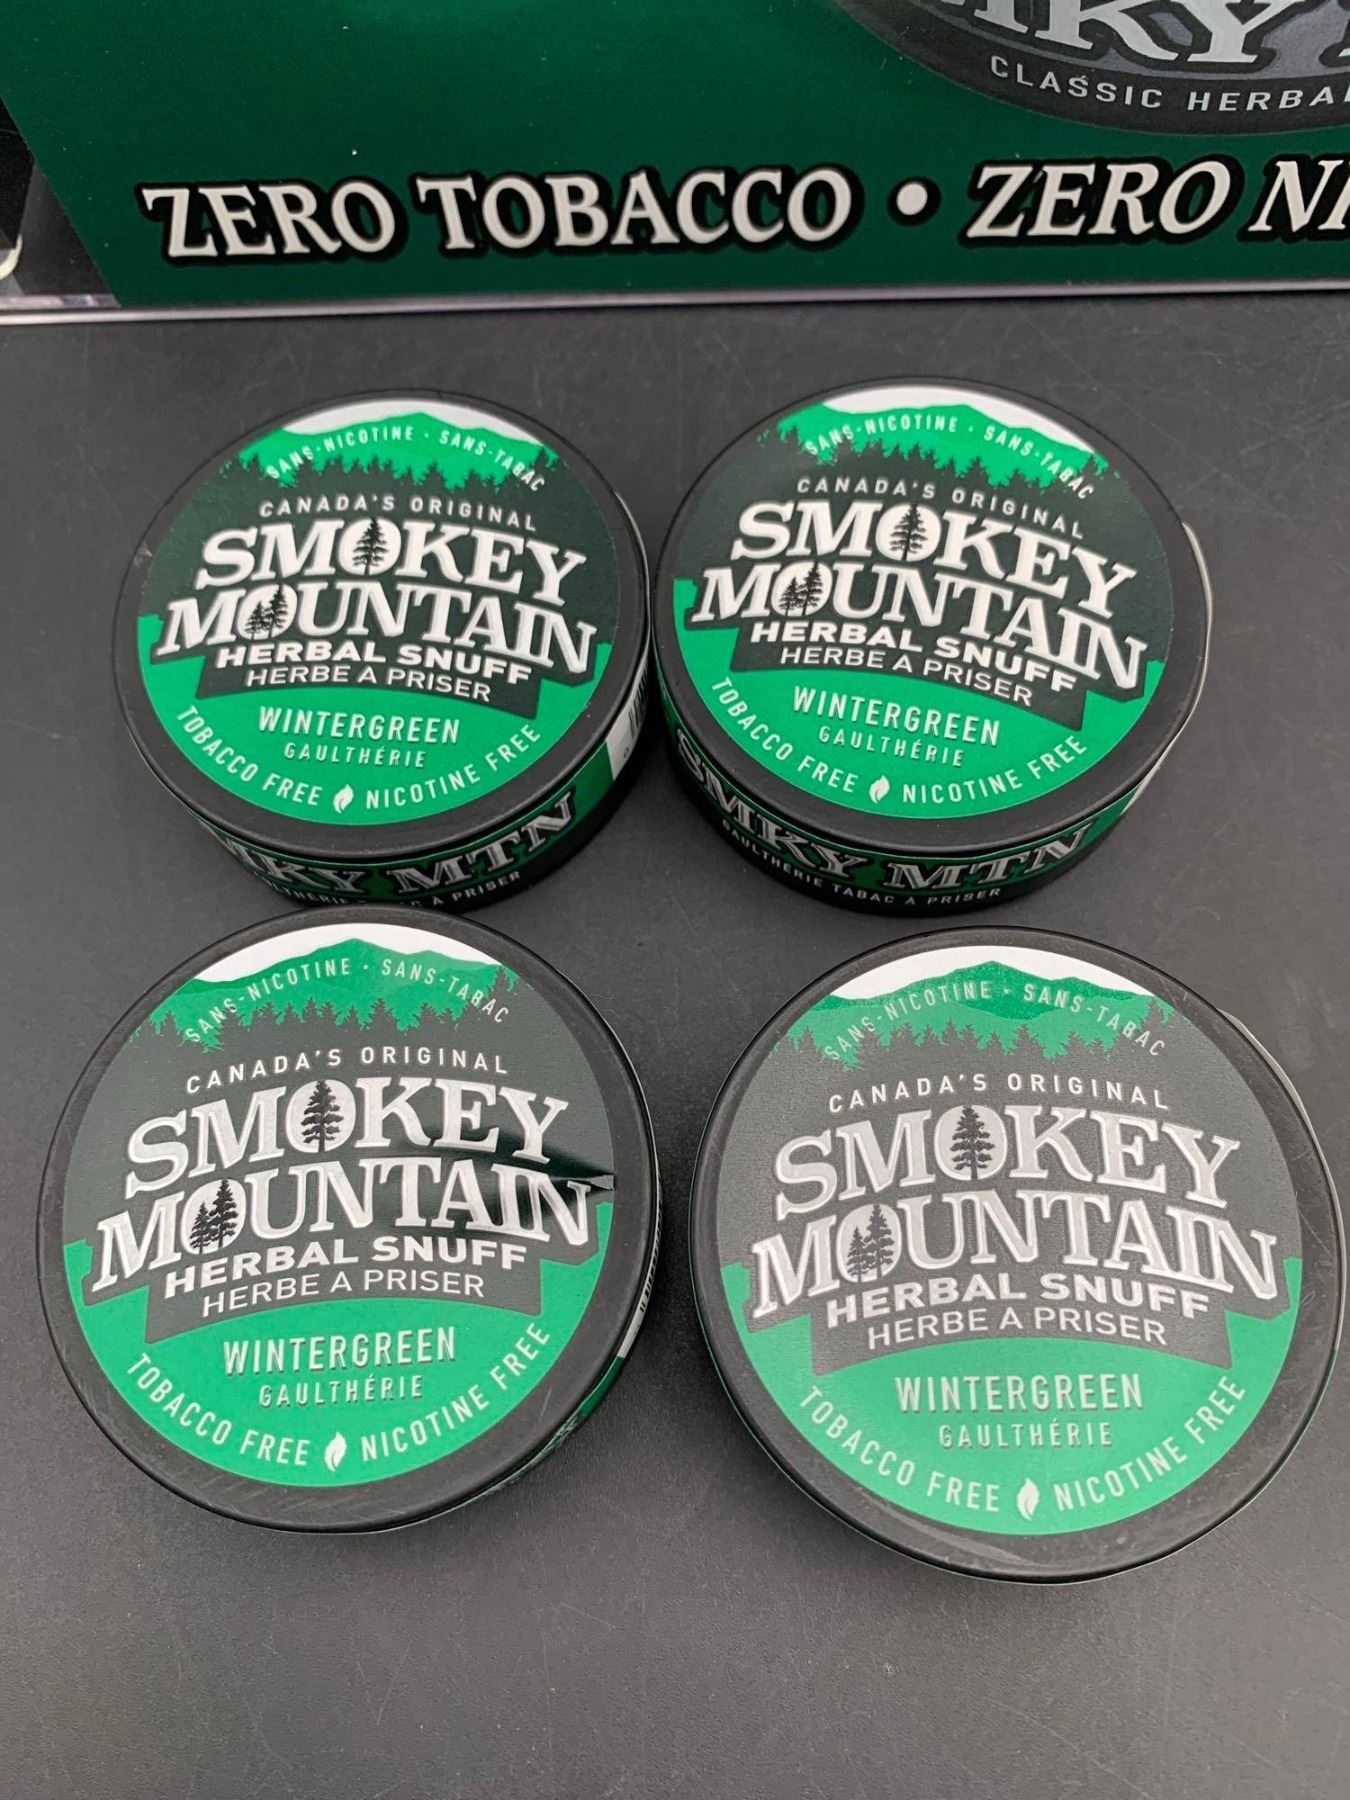 CLASSIC HERBAL
ZERO TOBACCO • ZERO
SANS-NICOTINE · SANS-TABAC
CANADA'S ORIGINAL
SMOKEY
MOUNTAIN
HERBAL SNUFF
HERBE A PRISER
WINTERGREEN
GAULTHÉRIE
TOBACCO FREE NICOTINE FREE
MKY MTN
A PRISER
SANS-NICOTINE · SANS-TABAC
CANADA'S ORIGINAL
SMOKEY
MOUNTAIN
HERBAL SNUFF
HERBE A PRISER
WINTERGREEN
GAULTHÉRIE
TOBACCO FREE NICOTINE FREE
SMKY MTN
GAULTHÉRIE TABAC À PRISER
SANS-NICOTINE · SANS-TABAC
CANADA'S ORIGINAL
SMOKEY
MOUNTAIN
HERBAL SNUFF
HERBE A PRISER
WINTERGREEN
GAULTHÉRIE
TOBACCO FREE NICOTINE FREE
SANS-NICOTINE · SANS-TABAC
CANADA'S ORIGINAL
SMOKEY
MOUNTAIN
HERBAL SNUFF
HERBE A PRISER
WINTERGREEN
GAULTHÉRIE
TOBACCO FREE NICOTINE FREE